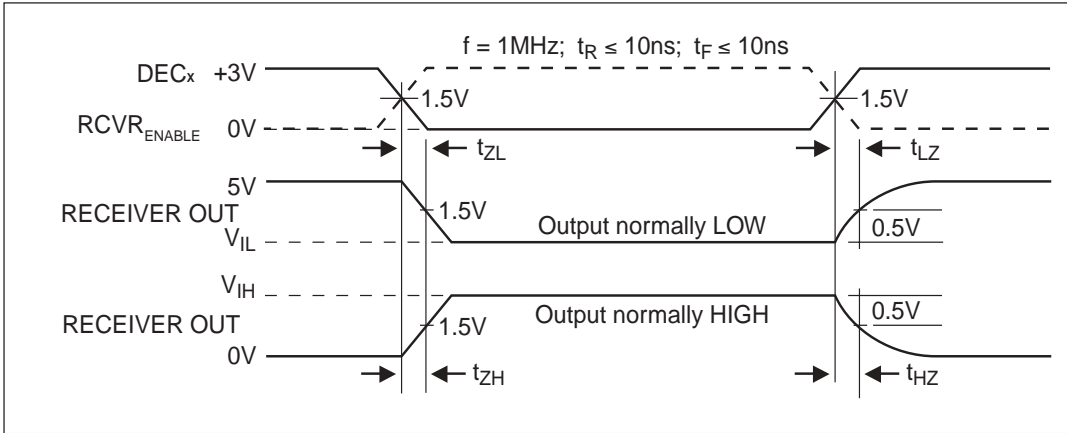 f = 1MHz; tR ≤ 10ns; tF ≤ 10ns
DECx +3V
1.5V
1.5V
RCVRENABLE 0V
tZL
tLZ
5V
RECEIVER OUT
1.5V
Output normally LOW
0.5V
VIL
VIH
RECEIVER OUT
1.5V
Output normally HIGH
0.5V
0V
tZH
tHZ